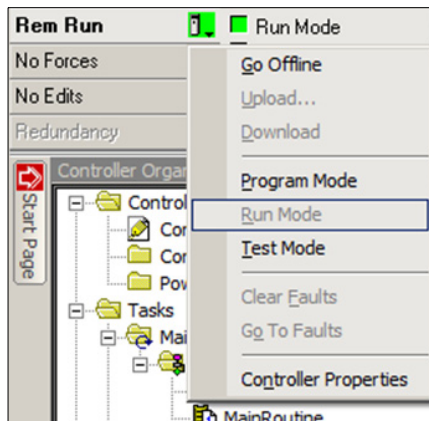 Rem Run
Run Mode
No Forces
No Edits
Redundancy
Go Offline
Upload...
Download
Program Mode
Run Mode
Test Mode
Clear Faults
Go To Faults
Controller Properties
Start Page
Controller Organ
Control
Cor
Cor
Pov
Tasks
Mai
MainRoutine